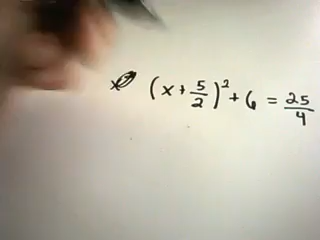 (x + 5/2)² + 6 = 25/4